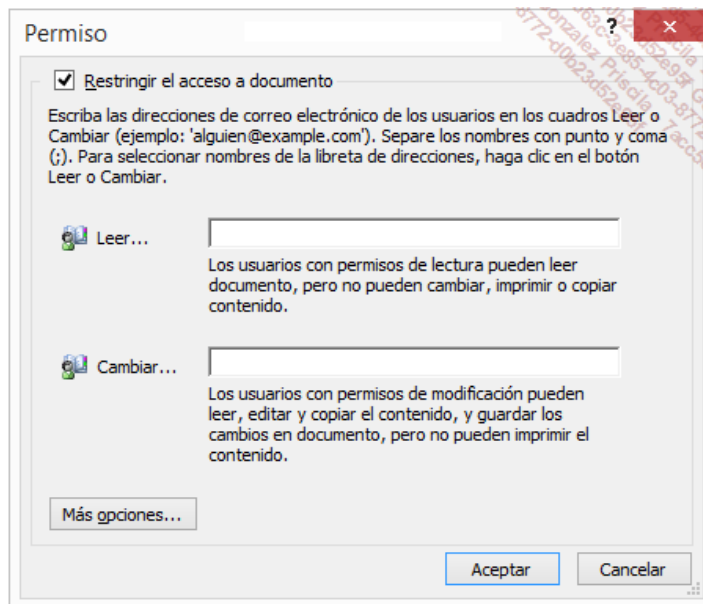 Permiso
?
Restringir el acceso a documento
Escriba las direcciones de correo electrónico de los usuarios en los cuadros Leer o
Cambiar (ejemplo: 'alguien@example.com'). Separe los nombres con punto y coma
(;). Para seleccionar nombres de la libreta de direcciones, haga clic en el botón
Leer o Cambiar.
Leer...
Los usuarios con permisos de lectura pueden leer
documento, pero no pueden cambiar, imprimir o copiar
contenido.
Cambiar...
Los usuarios con permisos de modificación pueden
leer, editar y copiar el contenido, y guardar los
cambios en documento, pero no pueden imprimir el
contenido.
Más opciones...
Aceptar
Cancelar